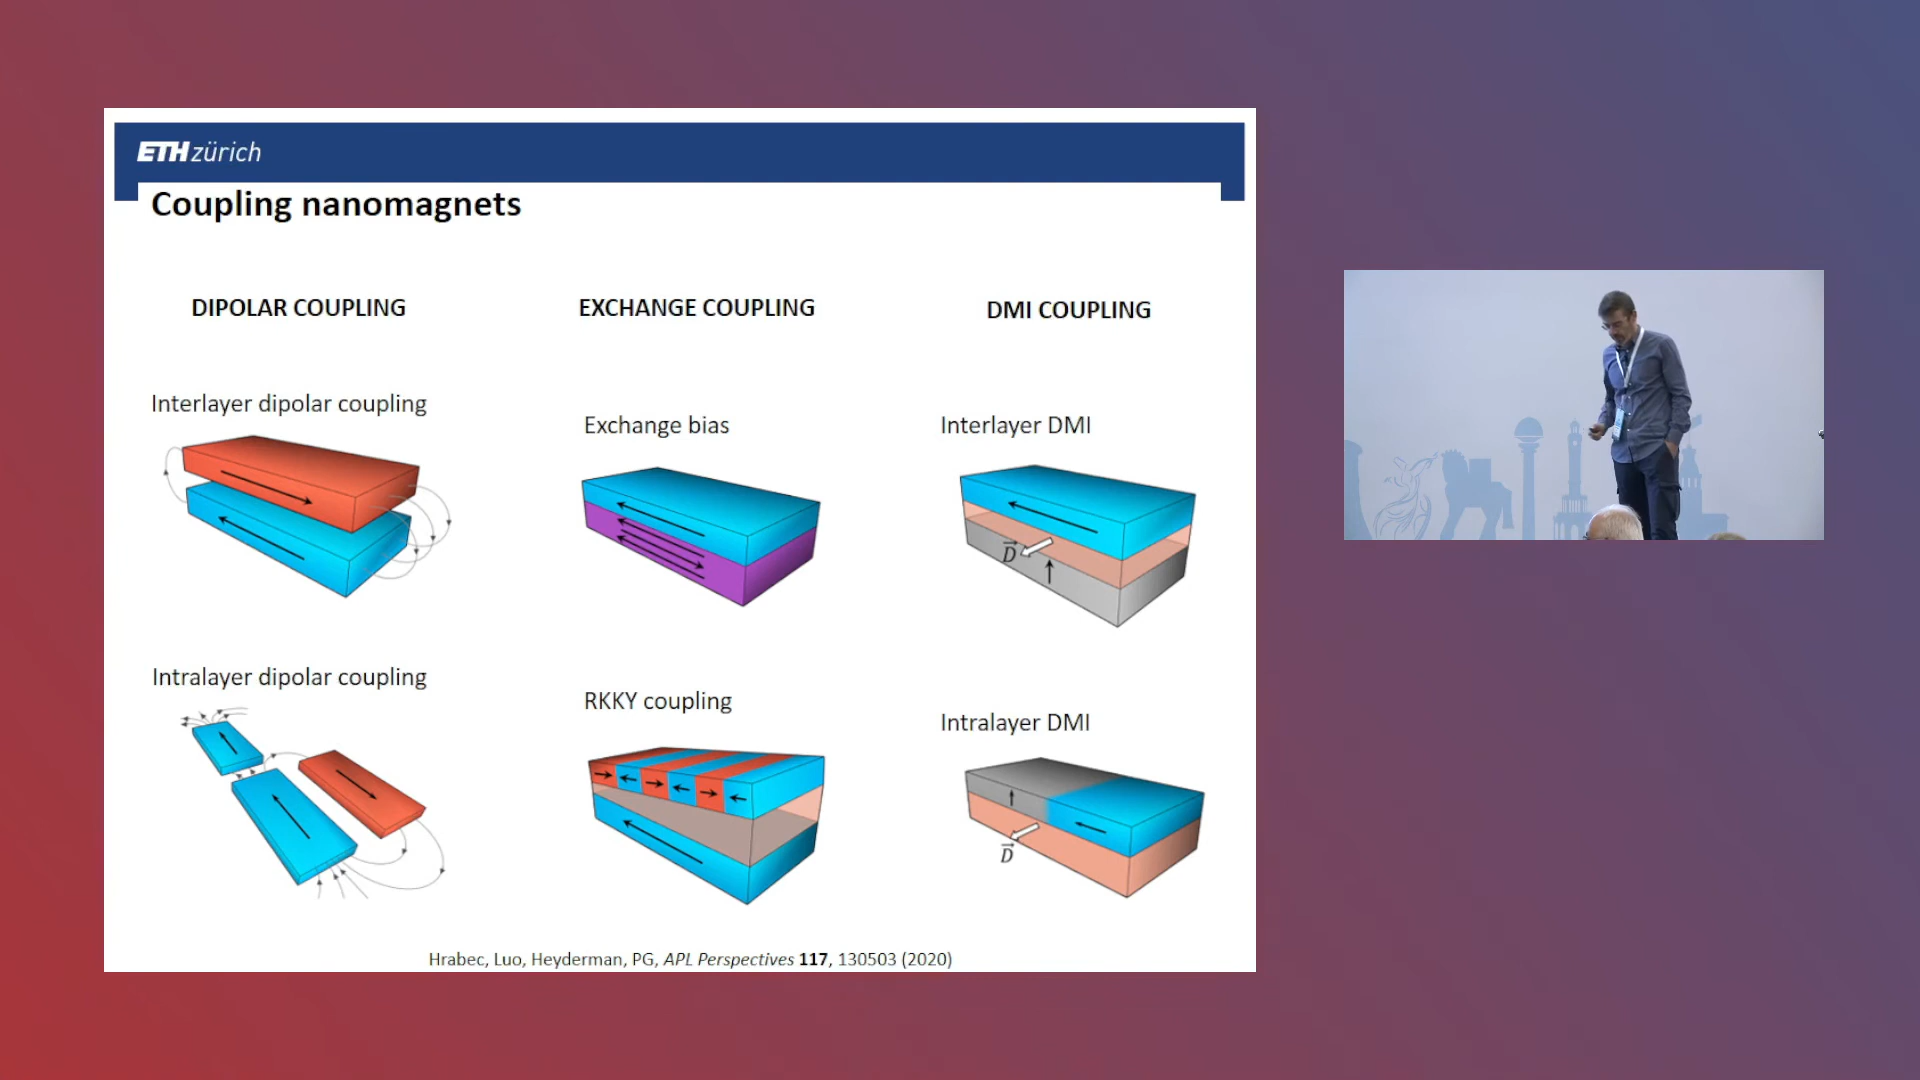 ETH zürich
Coupling nanomagnets
DIPOLAR COUPLING
EXCHANGE COUPLING
DMI COUPLING
Interlayer dipolar coupling
Exchange bias
Interlayer DMI
D⃗
Intralayer dipolar coupling
RKKY coupling
Intralayer DMI
D⃗
Hrabec, Luo, Heyderman, PG, APL Perspectives 117, 130503 (2020)